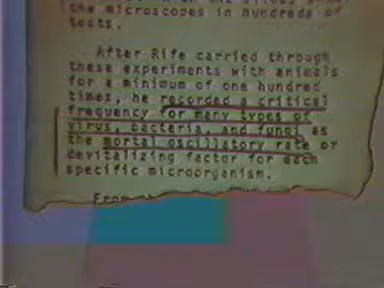 the microscopes in hundreds of
tests.
After Rife carried through
these experiments with animals
for a minimum of one hundred
times, he recorded a critical
frequency for many types of
virus, bacteria, and fungi as
the mortal oscillatory rate or
devitalizing factor for each
specific microorganism.
From